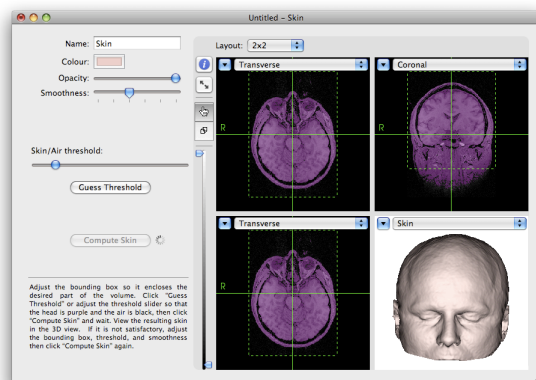 Untitled – Skin
Name: Skin
Colour:
Opacity:
Smoothness:
Skin/Air threshold:
Guess Threshold
Compute Skin
Adjust the bounding box so it encloses the
desired part of the volume. Click "Guess
Threshold" or adjust the threshold slider so that
the head is purple and the air is black, then click
"Compute Skin" and wait. View the resulting skin
in the 3D view. If it is not satisfactory, adjust
the bounding box, threshold, and smoothness
then click "Compute Skin" again.
Layout: 2x2
Transverse
R
Coronal
R
Transverse
R
Skin